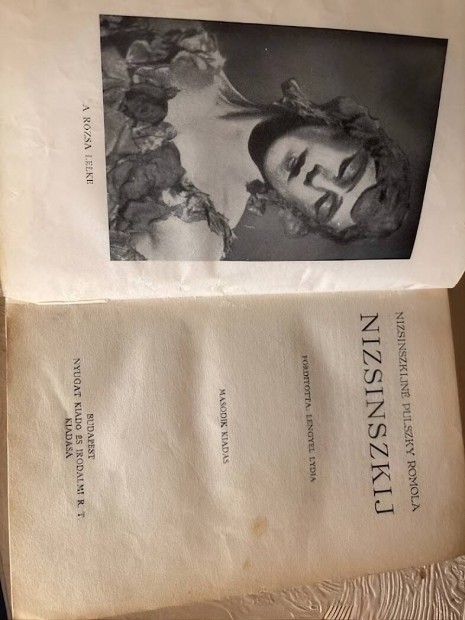 A RÓZSA LELKE
NIZSINSZKIJNÉ PULSZKY ROMOLA
NIZSINSZKIJ
FORDÍTOTTA: LENGYEL LYDIA
MÁSODIK KIADÁS
BUDAPEST
NYUGAT KIADÓ ÉS IRODALMI R. T
KIADÁSA